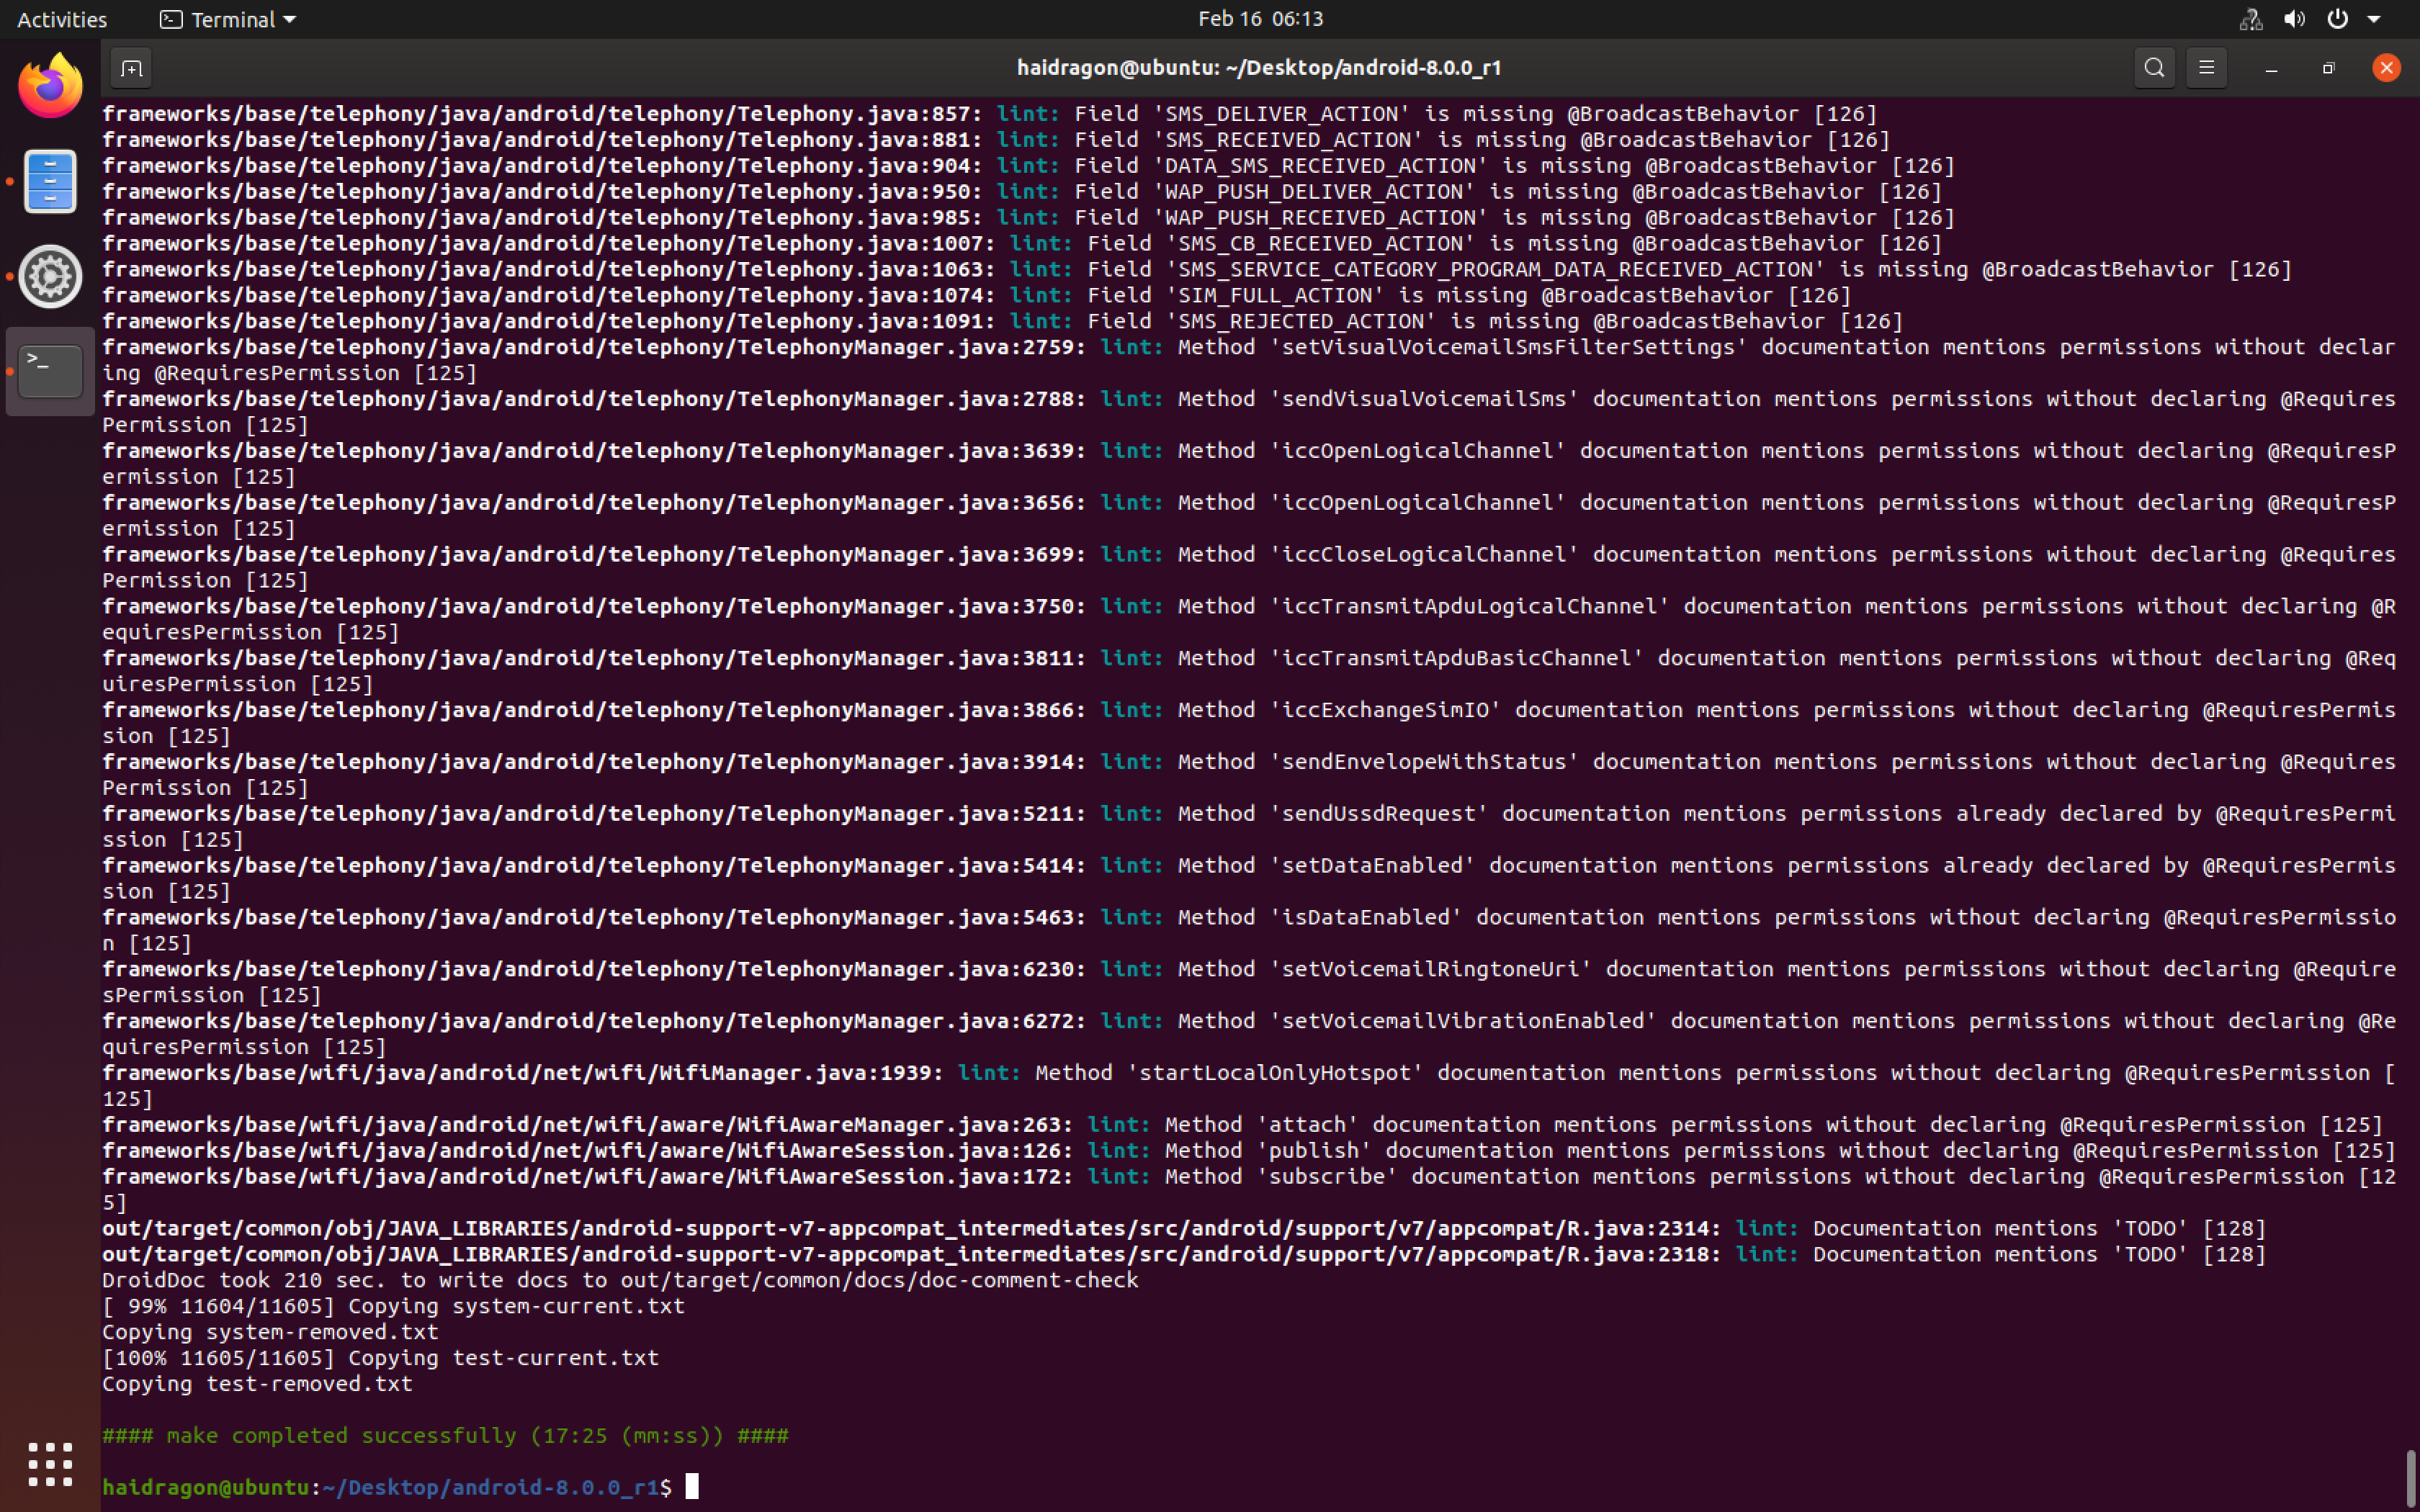 Activities
Terminal
Feb 16 06:13
haidragon@ubuntu: ~/Desktop/android-8.0.0_r1
frameworks/base/telephony/java/android/telephony/Telephony.java:857: lint: Field 'SMS_DELIVER_ACTION' is missing @BroadcastBehavior [126]
frameworks/base/telephony/java/android/telephony/Telephony.java:881: lint: Field 'SMS_RECEIVED_ACTION' is missing @BroadcastBehavior [126]
frameworks/base/telephony/java/android/telephony/Telephony.java:904: lint: Field 'DATA_SMS_RECEIVED_ACTION' is missing @BroadcastBehavior [126]
frameworks/base/telephony/java/android/telephony/Telephony.java:950: lint: Field 'WAP_PUSH_DELIVER_ACTION' is missing @BroadcastBehavior [126]
frameworks/base/telephony/java/android/telephony/Telephony.java:985: lint: Field 'WAP_PUSH_RECEIVED_ACTION' is missing @BroadcastBehavior [126]
frameworks/base/telephony/java/android/telephony/Telephony.java:1007: lint: Field 'SMS_CB_RECEIVED_ACTION' is missing @BroadcastBehavior [126]
frameworks/base/telephony/java/android/telephony/Telephony.java:1063: lint: Field 'SMS_SERVICE_CATEGORY_PROGRAM_DATA_RECEIVED_ACTION' is missing @BroadcastBehavior [126]
frameworks/base/telephony/java/android/telephony/Telephony.java:1074: lint: Field 'SIM_FULL_ACTION' is missing @BroadcastBehavior [126]
frameworks/base/telephony/java/android/telephony/Telephony.java:1091: lint: Field 'SMS_REJECTED_ACTION' is missing @BroadcastBehavior [126]
frameworks/base/telephony/java/android/telephony/TelephonyManager.java:2759: lint: Method 'setVisualVoicemailSmsFilterSettings' documentation mentions permissions without declar
ing @RequiresPermission [125]
frameworks/base/telephony/java/android/telephony/TelephonyManager.java:2788: lint: Method 'sendVisualVoicemailSms' documentation mentions permissions without declaring @Requires
Permission [125]
frameworks/base/telephony/java/android/telephony/TelephonyManager.java:3639: lint: Method 'iccOpenLogicalChannel' documentation mentions permissions without declaring @RequiresP
ermission [125]
frameworks/base/telephony/java/android/telephony/TelephonyManager.java:3656: lint: Method 'iccOpenLogicalChannel' documentation mentions permissions without declaring @RequiresP
ermission [125]
frameworks/base/telephony/java/android/telephony/TelephonyManager.java:3699: lint: Method 'iccCloseLogicalChannel' documentation mentions permissions without declaring @Requires
Permission [125]
frameworks/base/telephony/java/android/telephony/TelephonyManager.java:3750: lint: Method 'iccTransmitApduLogicalChannel' documentation mentions permissions without declaring @R
equiresPermission [125]
frameworks/base/telephony/java/android/telephony/TelephonyManager.java:3811: lint: Method 'iccTransmitApduBasicChannel' documentation mentions permissions without declaring @Req
uiresPermission [125]
frameworks/base/telephony/java/android/telephony/TelephonyManager.java:3866: lint: Method 'iccExchangeSimIO' documentation mentions permissions without declaring @RequiresPermis
sion [125]
frameworks/base/telephony/java/android/telephony/TelephonyManager.java:3914: lint: Method 'sendEnvelopeWithStatus' documentation mentions permissions without declaring @Requires
Permission [125]
frameworks/base/telephony/java/android/telephony/TelephonyManager.java:5211: lint: Method 'sendUssdRequest' documentation mentions permissions already declared by @RequiresPermi
ssion [125]
frameworks/base/telephony/java/android/telephony/TelephonyManager.java:5414: lint: Method 'setDataEnabled' documentation mentions permissions already declared by @RequiresPermis
sion [125]
frameworks/base/telephony/java/android/telephony/TelephonyManager.java:5463: lint: Method 'isDataEnabled' documentation mentions permissions without declaring @RequiresPermissio
n [125]
frameworks/base/telephony/java/android/telephony/TelephonyManager.java:6230: lint: Method 'setVoicemailRingtoneUri' documentation mentions permissions without declaring @Require
sPermission [125]
frameworks/base/telephony/java/android/telephony/TelephonyManager.java:6272: lint: Method 'setVoicemailVibrationEnabled' documentation mentions permissions without declaring @Re
quiresPermission [125]
frameworks/base/wifi/java/android/net/wifi/WifiManager.java:1939: lint: Method 'startLocalOnlyHotspot' documentation mentions permissions without declaring @RequiresPermission [
125]
frameworks/base/wifi/java/android/net/wifi/aware/WifiAwareManager.java:263: lint: Method 'attach' documentation mentions permissions without declaring @RequiresPermission [125]
frameworks/base/wifi/java/android/net/wifi/aware/WifiAwareSession.java:126: lint: Method 'publish' documentation mentions permissions without declaring @RequiresPermission [125]
frameworks/base/wifi/java/android/net/wifi/aware/WifiAwareSession.java:172: lint: Method 'subscribe' documentation mentions permissions without declaring @RequiresPermission [12
5]
out/target/common/obj/JAVA_LIBRARIES/android-support-v7-appcompat_intermediates/src/android/support/v7/appcompat/R.java:2314: lint: Documentation mentions 'TODO' [128]
out/target/common/obj/JAVA_LIBRARIES/android-support-v7-appcompat_intermediates/src/android/support/v7/appcompat/R.java:2318: lint: Documentation mentions 'TODO' [128]
DroidDoc took 210 sec. to write docs to out/target/common/docs/doc-comment-check
[ 99% 11604/11605] Copying system-current.txt
Copying system-removed.txt
[100% 11605/11605] Copying test-current.txt
Copying test-removed.txt
#### make completed successfully (17:25 (mm:ss)) ####
haidragon@ubuntu:~/Desktop/android-8.0.0_r1$